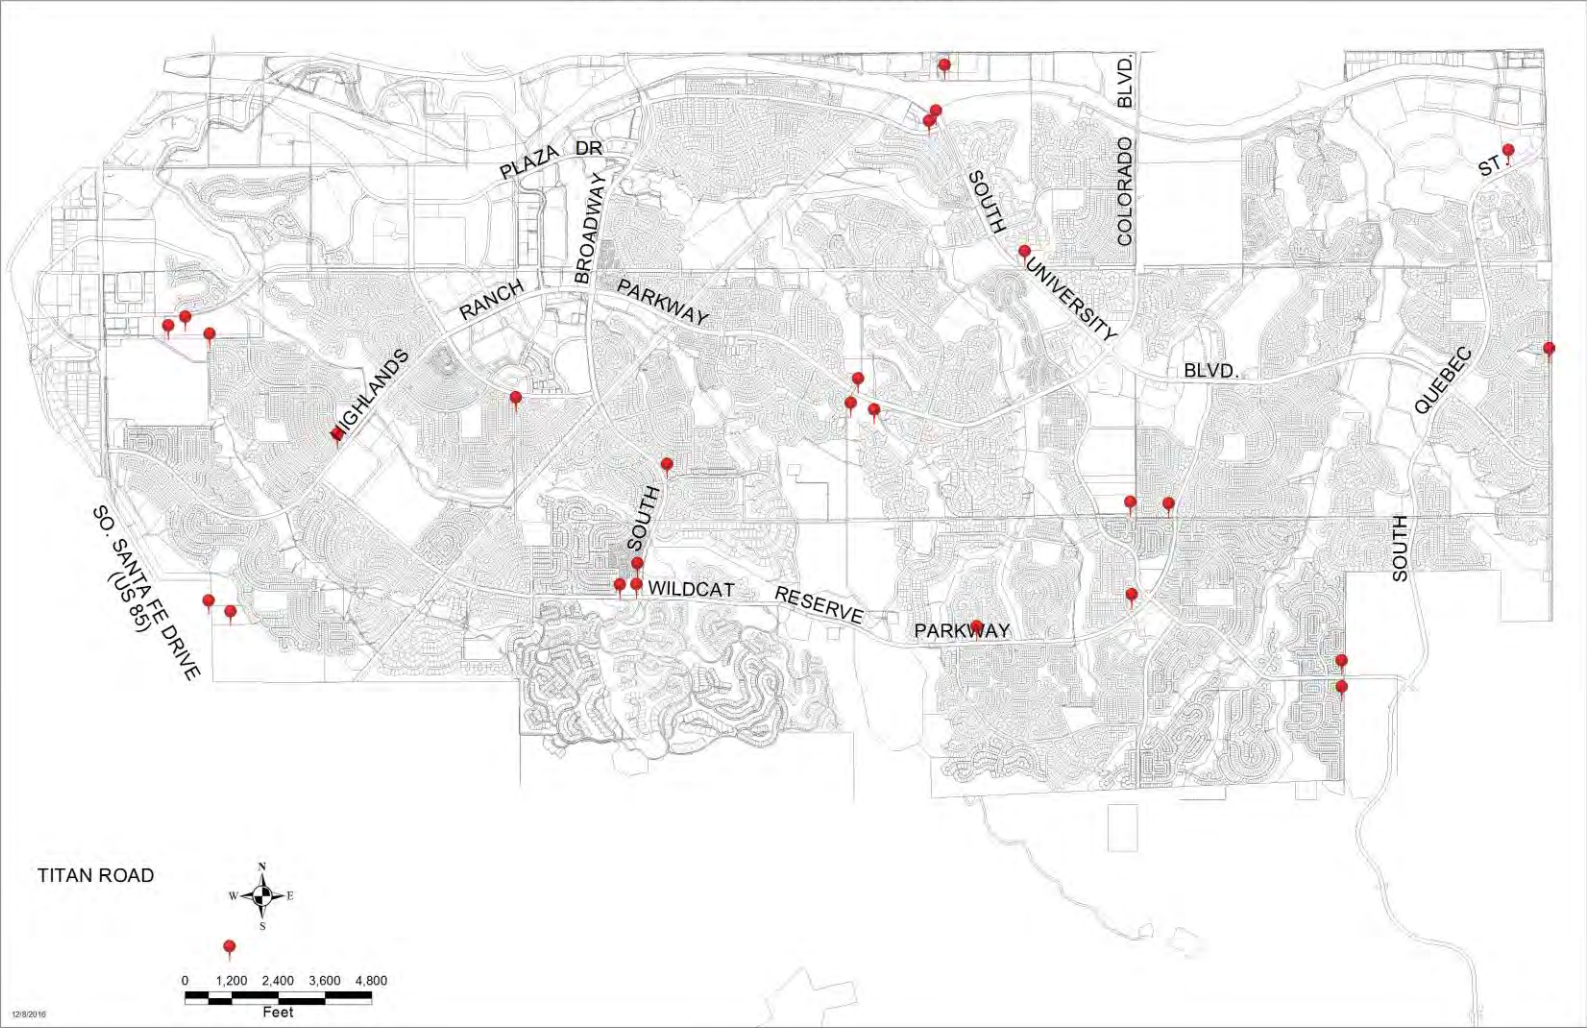 BLVD.
COLORADO
PLAZA DR
ST.
SOUTH
BROADWAY
UNIVERSITY
RANCH
PARKWAY
HIGHLANDS
BLVD.
QUEBEC
SOUTH
SOUTH
SO. SANTA FE DRIVE
(US 85)
WILDCAT
RESERVE
PARKWAY
TITAN ROAD
N
W E
S
0 1,200 2,400 3,600 4,800
Feet
12/8/2016